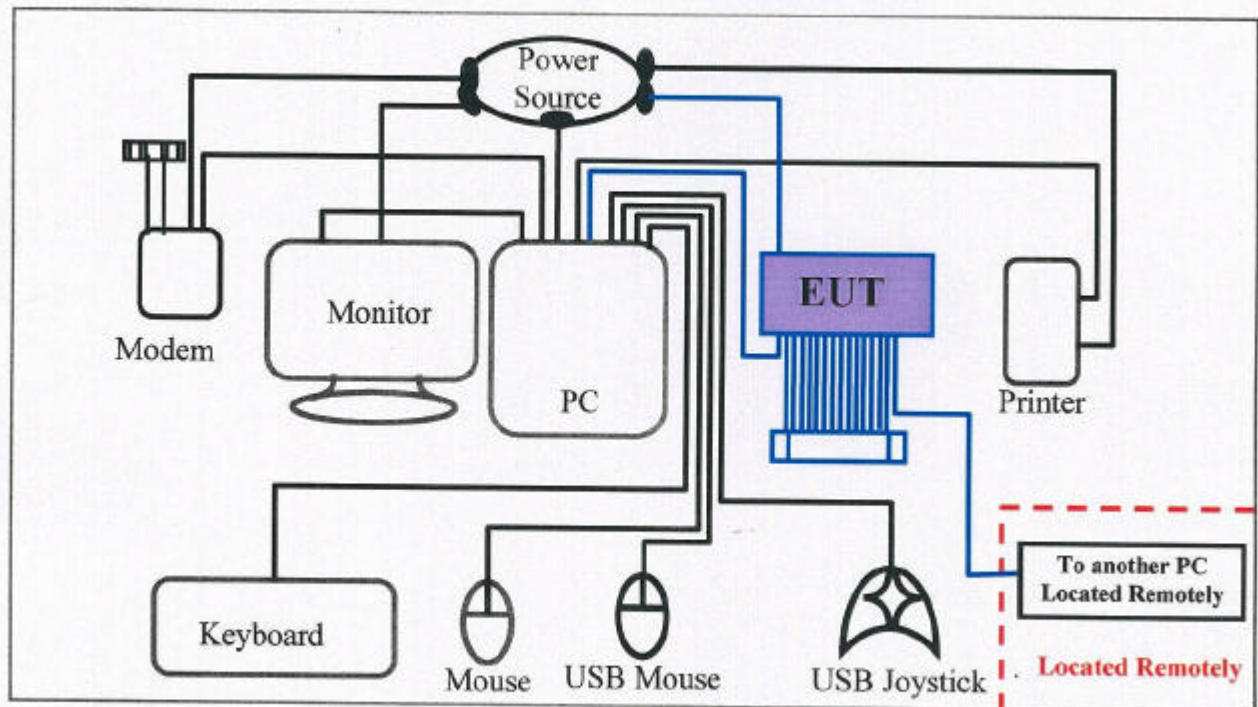 Power
Source
EUT
Monitor
Modem
PC
Printer
To another PC
Located Remotely
Keyboard
Located Remotely
Mouse
USB Mouse
USB Joystick